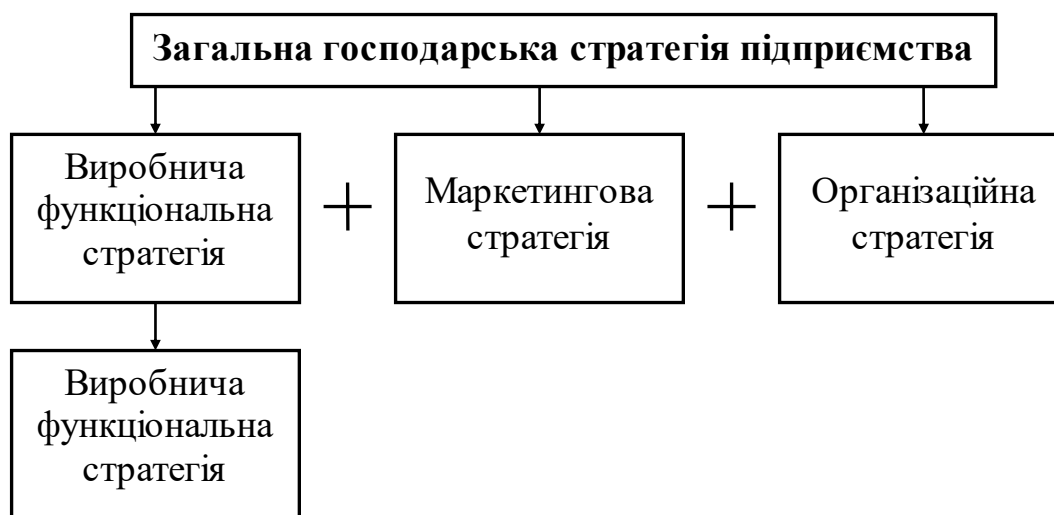 Загальна господарська стратегія підприємства
Виробнича
функціональна
стратегія
+
Маркетингова
стратегія
+
Організаційна
стратегія
Виробнича
функціональна
стратегія